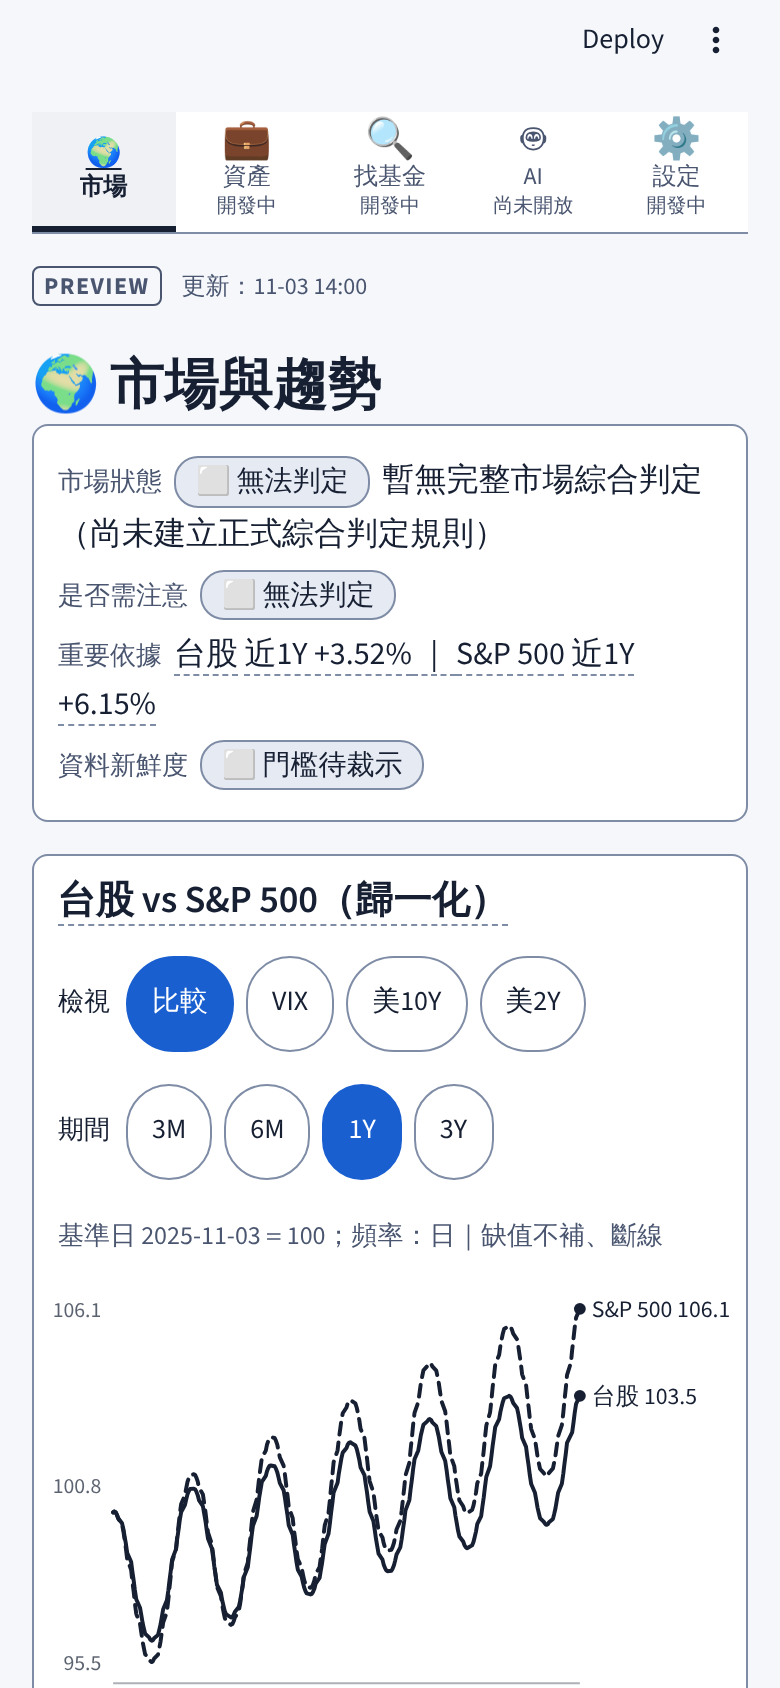 Deploy
市場
資產
開發中
找基金
開發中
AI
尚未開放
設定
開發中
PREVIEW 更新：11-03 14:00
市場與趨勢
市場狀態 無法判定 暫無完整市場綜合判定
（尚未建立正式綜合判定規則）
是否需注意 無法判定
重要依據 台股 近1Y +3.52% ｜ S&P 500 近1Y
+6.15%
資料新鮮度 門檻待裁示
台股 vs S&P 500（歸一化）
檢視 比較 VIX 美10Y 美2Y
期間 3M 6M 1Y 3Y
基準日 2025-11-03＝100；頻率：日｜缺值不補、斷線
106.1
S&P 500 106.1
台股 103.5
100.8
95.5